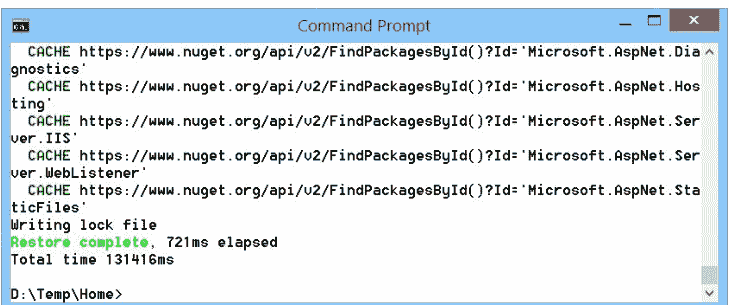 Command Prompt
CACHE https://www.nuget.org/api/v2/FindPackagesById()?Id='Microsoft.AspNet.Dia
gnostics'
CACHE https://www.nuget.org/api/v2/FindPackagesById()?Id='Microsoft.AspNet.Hos
ting'
CACHE https://www.nuget.org/api/v2/FindPackagesById()?Id='Microsoft.AspNet.Ser
ver.IIS'
CACHE https://www.nuget.org/api/v2/FindPackagesById()?Id='Microsoft.AspNet.Ser
ver.WebListener'
CACHE https://www.nuget.org/api/v2/FindPackagesById()?Id='Microsoft.AspNet.Sta
ticFiles'
Writing lock file
Restore complete, 721ms elapsed
Total time 131416ms
D:\Temp\Home>